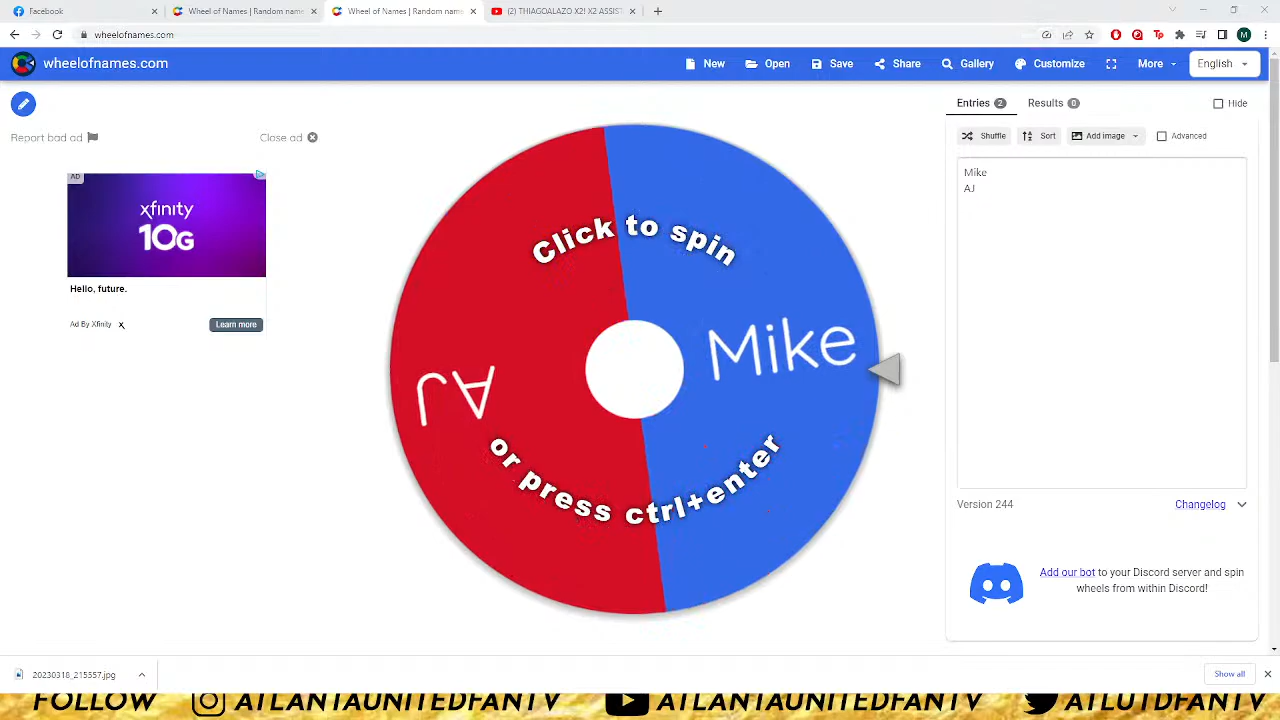 Facebook
Wheel of Names | Random name
Wheel of Names | Random name
(2) THIAGOALAZO X2! X2 ASSIST
wheelofnames.com
M
wheelofnames.com
New
Open
Save
Share
Gallery
Customize
More
English
Report bad ad
Close ad
AD
xfinity
10G
Hello, future.
Ad By Xfinity
Learn more
Click to spin
Mike
AJ
or press ctrl+enter
Entries 2
Results 0
Hide
Shuffle
Sort
Add image
Advanced
Mike
AJ
Version 244
Changelog
Add our bot to your Discord server and spin
wheels from within Discord!
20230318_215557.jpg
Show all
FOLLOW
ATLANTAUNITEDFANTV
ATLANTAUNITEDFANTV
ATLUTDFANTV